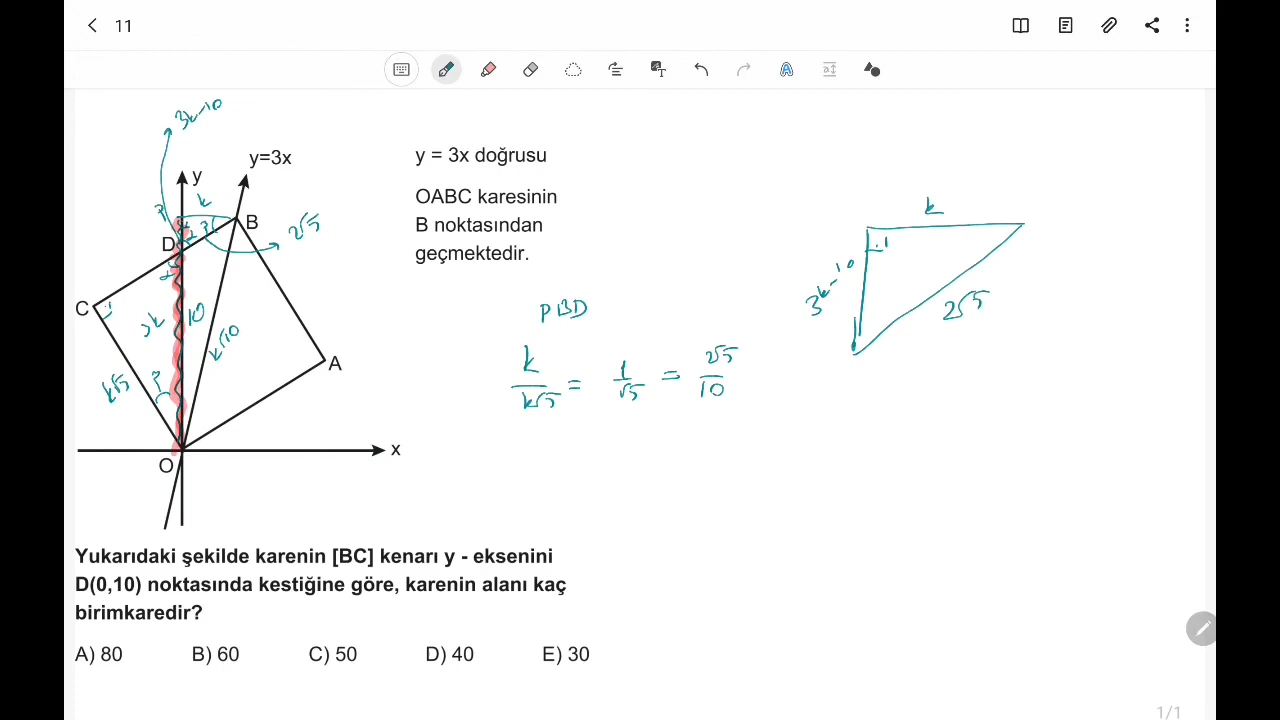 11
3k-10
y=3x
y
k
B
2√5
D
C
3k
10
k√10
k√5
A
O
x
y = 3x doğrusu
OABC karesinin
B noktasından
geçmektedir.
PBD
k/k√5 = 1/√5 = 2√5/10
k
3k-10
2√5
Yukarıdaki şekilde karenin [BC] kenarı y - eksenini
D(0,10) noktasında kestiğine göre, karenin alanı kaç
birimkaredir?
A) 80 B) 60 C) 50 D) 40 E) 30
1/1